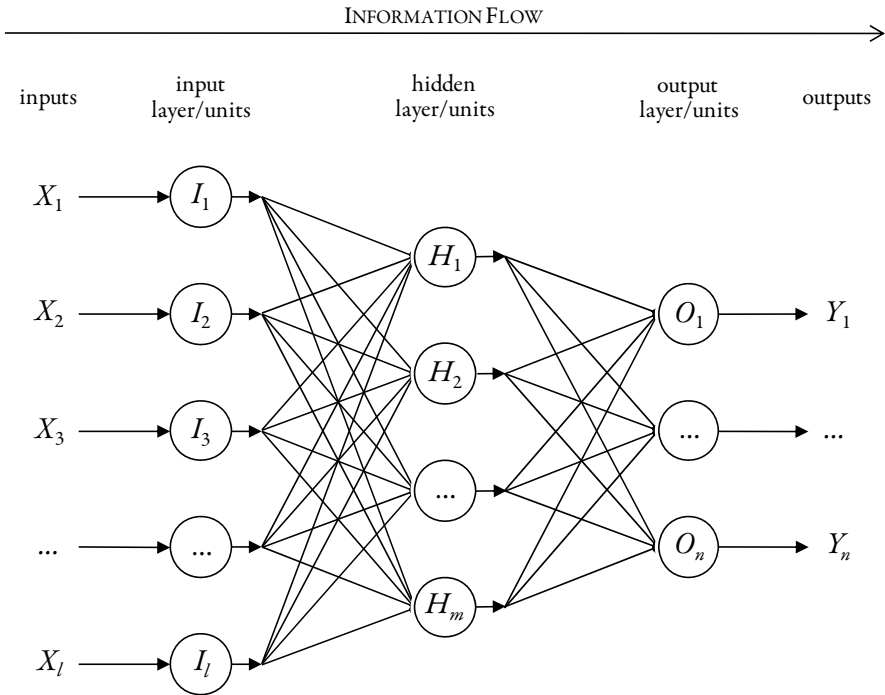 INFORMATION FLOW
inputs
input
layer/units
hidden
layer/units
output
layer/units
outputs
X₁
I₁
H₁
X₂
I₂
O₁
Y₁
H₂
X₃
I₃
...
...
...
...
...
Oₙ
Yₙ
Hₘ
Xₗ
Iₗ